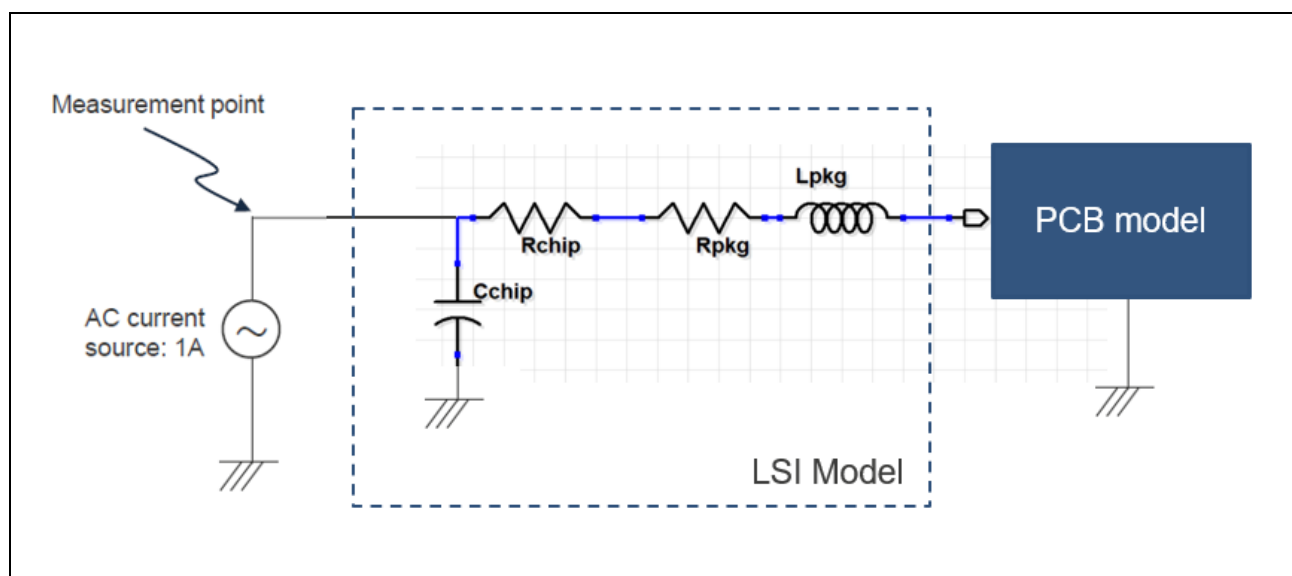 Measurement point
Lpkg
PCB model
Rchip
Rpkg
Cchip
AC current
source: 1A
LSI Model